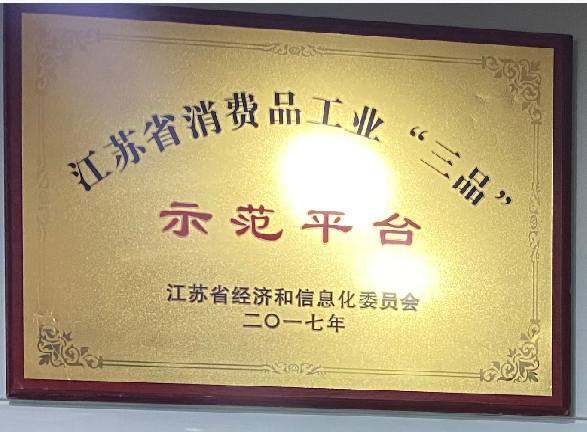 江苏省消费品工业“三品”
示范平台
江苏省经济和信息化委员会
二〇一七年